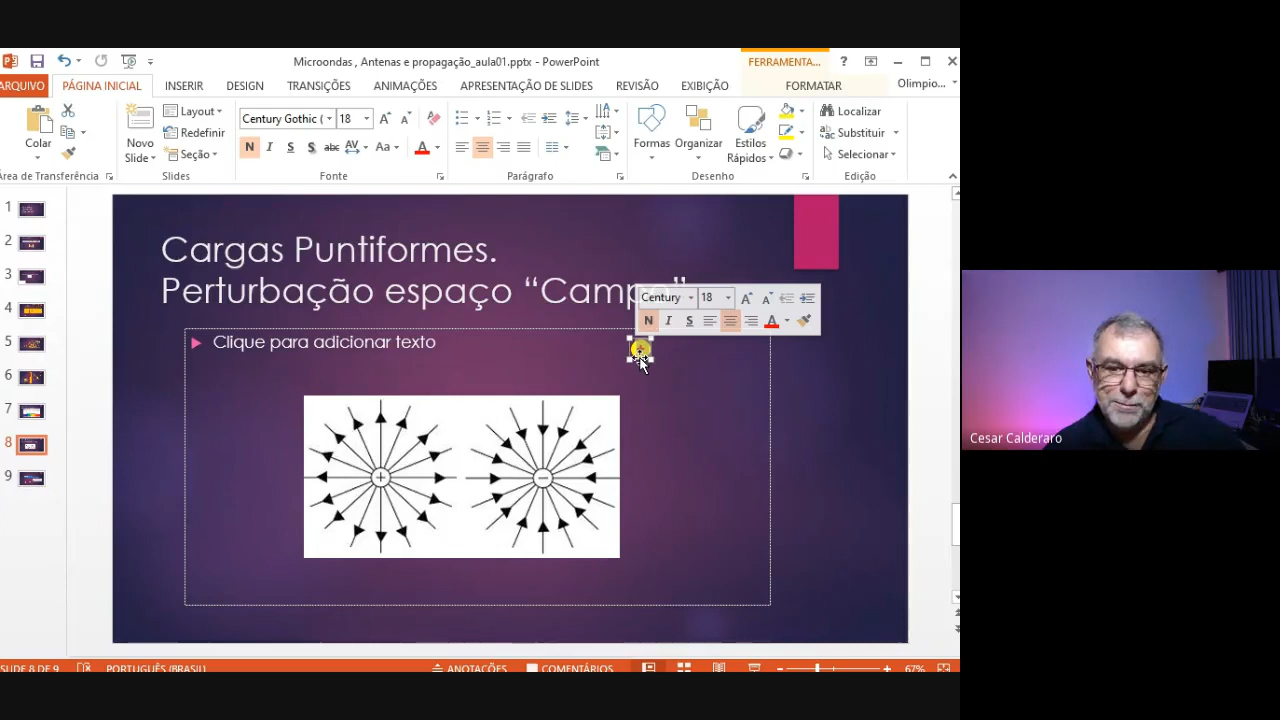 Microondas , Antenas e propagação_aula01.pptx - PowerPoint
FERRAMENTA...
?
ARQUIVO
PÁGINA INICIAL
INSERIR
DESIGN
TRANSIÇÕES
ANIMAÇÕES
APRESENTAÇÃO DE SLIDES
REVISÃO
EXIBIÇÃO
FORMATAR
Olimpio...
Colar
Novo
Slide
Layout
Redefinir
Seção
Century Gothic (
18
N I S S abc AV Aa A
Formas
Organizar
Estilos
Rápidos
Localizar
Substituir
Selecionar
Área de Transferência
Slides
Fonte
Parágrafo
Desenho
Edição
1
2
3
4
5
6
7
8
9
Cargas Puntiformes.
Perturbação espaço “Campo”
Century
18
N I S A
Clique para adicionar texto
+
+ −
Cesar Calderaro
SLIDE 8 DE 9
PORTUGUÊS (BRASIL)
ANOTAÇÕES
COMENTÁRIOS
67%